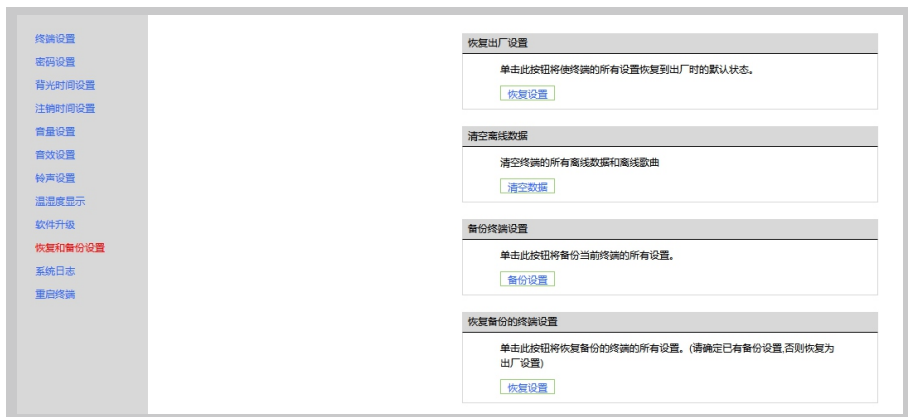 终端设置
密码设置
背光时间设置
注销时间设置
音量设置
音效设置
铃声设置
温湿度显示
软件升级
恢复和备份设置
系统日志
重启终端
恢复出厂设置
单击此按钮将使终端的所有设置恢复到出厂时的默认状态。
恢复设置
清空离线数据
清空终端的所有离线数据和离线歌曲
清空数据
备份终端设置
单击此按钮将备份当前终端的所有设置。
备份设置
恢复备份的终端设置
单击此按钮将恢复备份的终端的所有设置。(请确定已有备份设置,否则恢复为
出厂设置)
恢复设置